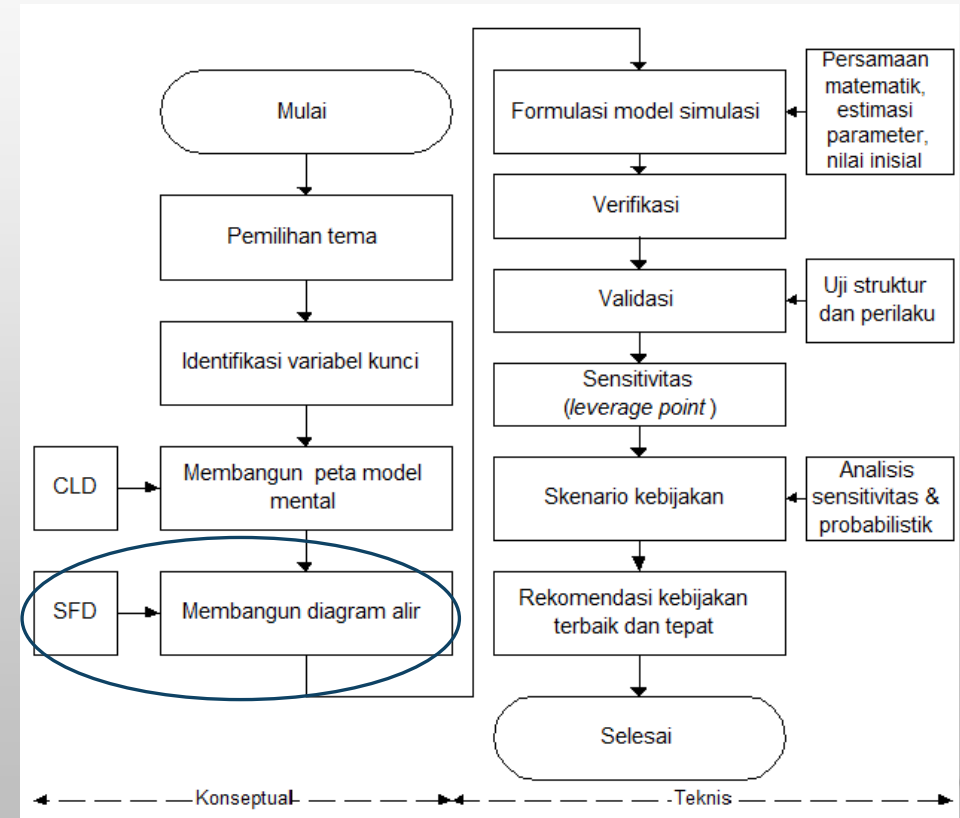 Mulai
Pemilihan tema
Identifikasi variabel kunci
CLD
Membangun peta model
mental
SFD
Membangun diagram alir
Formulasi model simulasi
Persamaan
matematik,
estimasi
parameter,
nilai inisial
Verifikasi
Validasi
Uji struktur
dan perilaku
Sensitivitas
(leverage point )
Skenario kebijakan
Analisis
sensitivitas &
probabilistik
Rekomendasi kebijakan
terbaik dan tepat
Selesai
Konseptual
Teknis